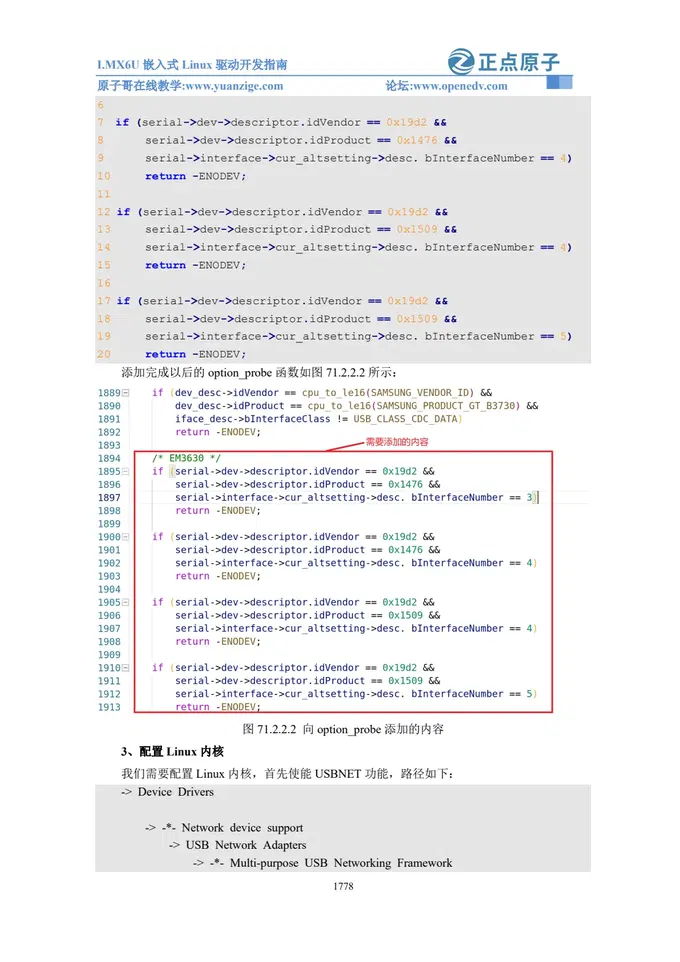 I.MX6U 嵌入式 Linux 驱动开发指南
正点原子
原子哥在线教学:www.yuanzige.com 论坛:www.openedv.com
6
7 if (serial->dev->descriptor.idVendor == 0x19d2 &&
8 serial->dev->descriptor.idProduct == 0x1476 &&
9 serial->interface->cur_altsetting->desc. bInterfaceNumber == 4)
10 return -ENODEV;
11
12 if (serial->dev->descriptor.idVendor == 0x19d2 &&
13 serial->dev->descriptor.idProduct == 0x1509 &&
14 serial->interface->cur_altsetting->desc. bInterfaceNumber == 4)
15 return -ENODEV;
16
17 if (serial->dev->descriptor.idVendor == 0x19d2 &&
18 serial->dev->descriptor.idProduct == 0x1509 &&
19 serial->interface->cur_altsetting->desc. bInterfaceNumber == 5)
20 return -ENODEV;
添加完成以后的 option_probe 函数如图 71.2.2.2 所示：
1889 if (dev_desc->idVendor == cpu_to_le16(SAMSUNG_VENDOR_ID) &&
1890 dev_desc->idProduct == cpu_to_le16(SAMSUNG_PRODUCT_GT_B3730) &&
1891 iface_desc->bInterfaceClass != USB_CLASS_CDC_DATA)
1892 return -ENODEV;
1893 需要添加的内容
1894 /* EM3630 */
1895 if (serial->dev->descriptor.idVendor == 0x19d2 &&
1896 serial->dev->descriptor.idProduct == 0x1476 &&
1897 serial->interface->cur_altsetting->desc. bInterfaceNumber == 3)
1898 return -ENODEV;
1899
1900 if (serial->dev->descriptor.idVendor == 0x19d2 &&
1901 serial->dev->descriptor.idProduct == 0x1476 &&
1902 serial->interface->cur_altsetting->desc. bInterfaceNumber == 4)
1903 return -ENODEV;
1904
1905 if (serial->dev->descriptor.idVendor == 0x19d2 &&
1906 serial->dev->descriptor.idProduct == 0x1509 &&
1907 serial->interface->cur_altsetting->desc. bInterfaceNumber == 4)
1908 return -ENODEV;
1909
1910 if (serial->dev->descriptor.idVendor == 0x19d2 &&
1911 serial->dev->descriptor.idProduct == 0x1509 &&
1912 serial->interface->cur_altsetting->desc. bInterfaceNumber == 5)
1913 return -ENODEV;
图 71.2.2.2 向 option_probe 添加的内容
3、配置 Linux 内核
我们需要配置 Linux 内核，首先使能 USBNET 功能，路径如下：
-> Device Drivers
-> -*- Network device support
-> USB Network Adapters
-> -*- Multi-purpose USB Networking Framework
1778